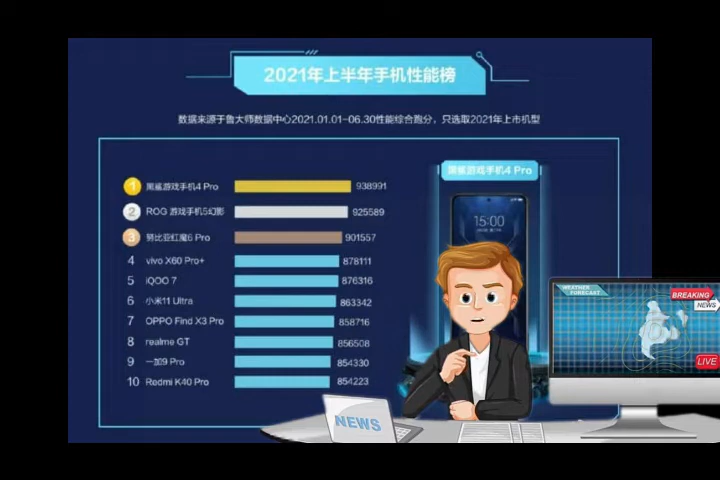 2021年上半年手机性能榜
数据来源于鲁大师数据中心2021.01.01-06.30性能综合跑分，只选取2021年上市机型
1 黑鲨游戏手机4 Pro 938991
2 ROG 游戏手机5幻影 925589
3 努比亚红魔6 Pro 901557
4 vivo X60 Pro+ 878111
5 iQOO 7 876316
6 小米11 Ultra 863342
7 OPPO Find X3 Pro 858716
8 realme GT 856508
9 一加9 Pro 854330
10 Redmi K40 Pro 854223
黑鲨游戏手机4 Pro
15:00
WEATHER
FORECAST
BREAKING
NEWS
LIVE
NEWS